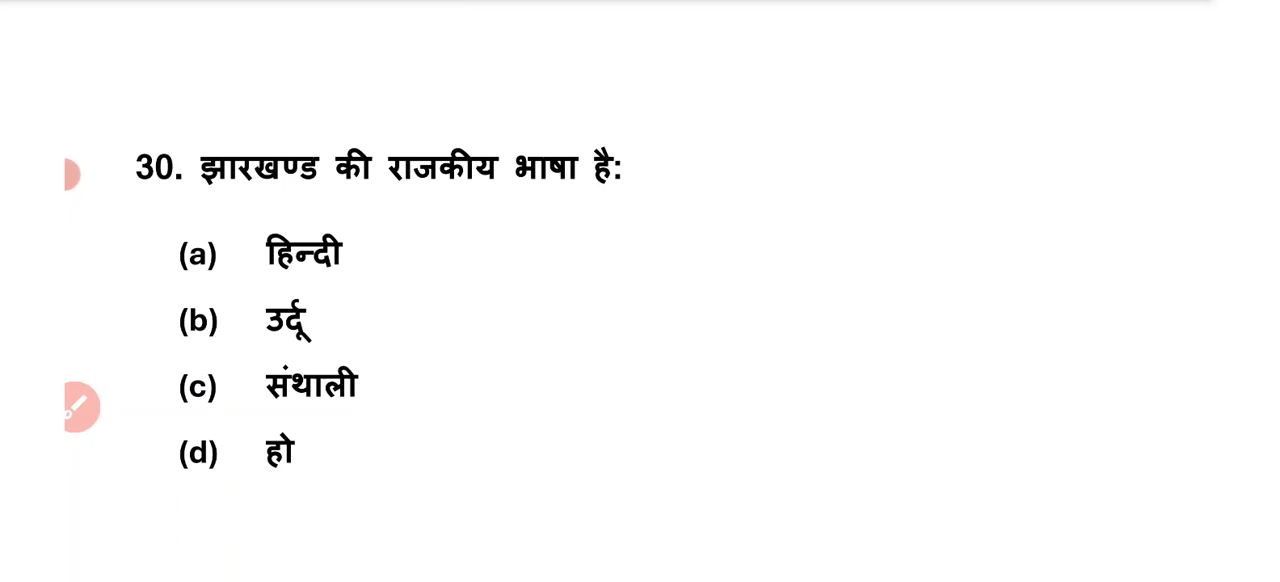 30. झारखण्ड की राजकीय भाषा है:
(a) हिन्दी
(b) उर्दू
(c) संथाली
(d) हो